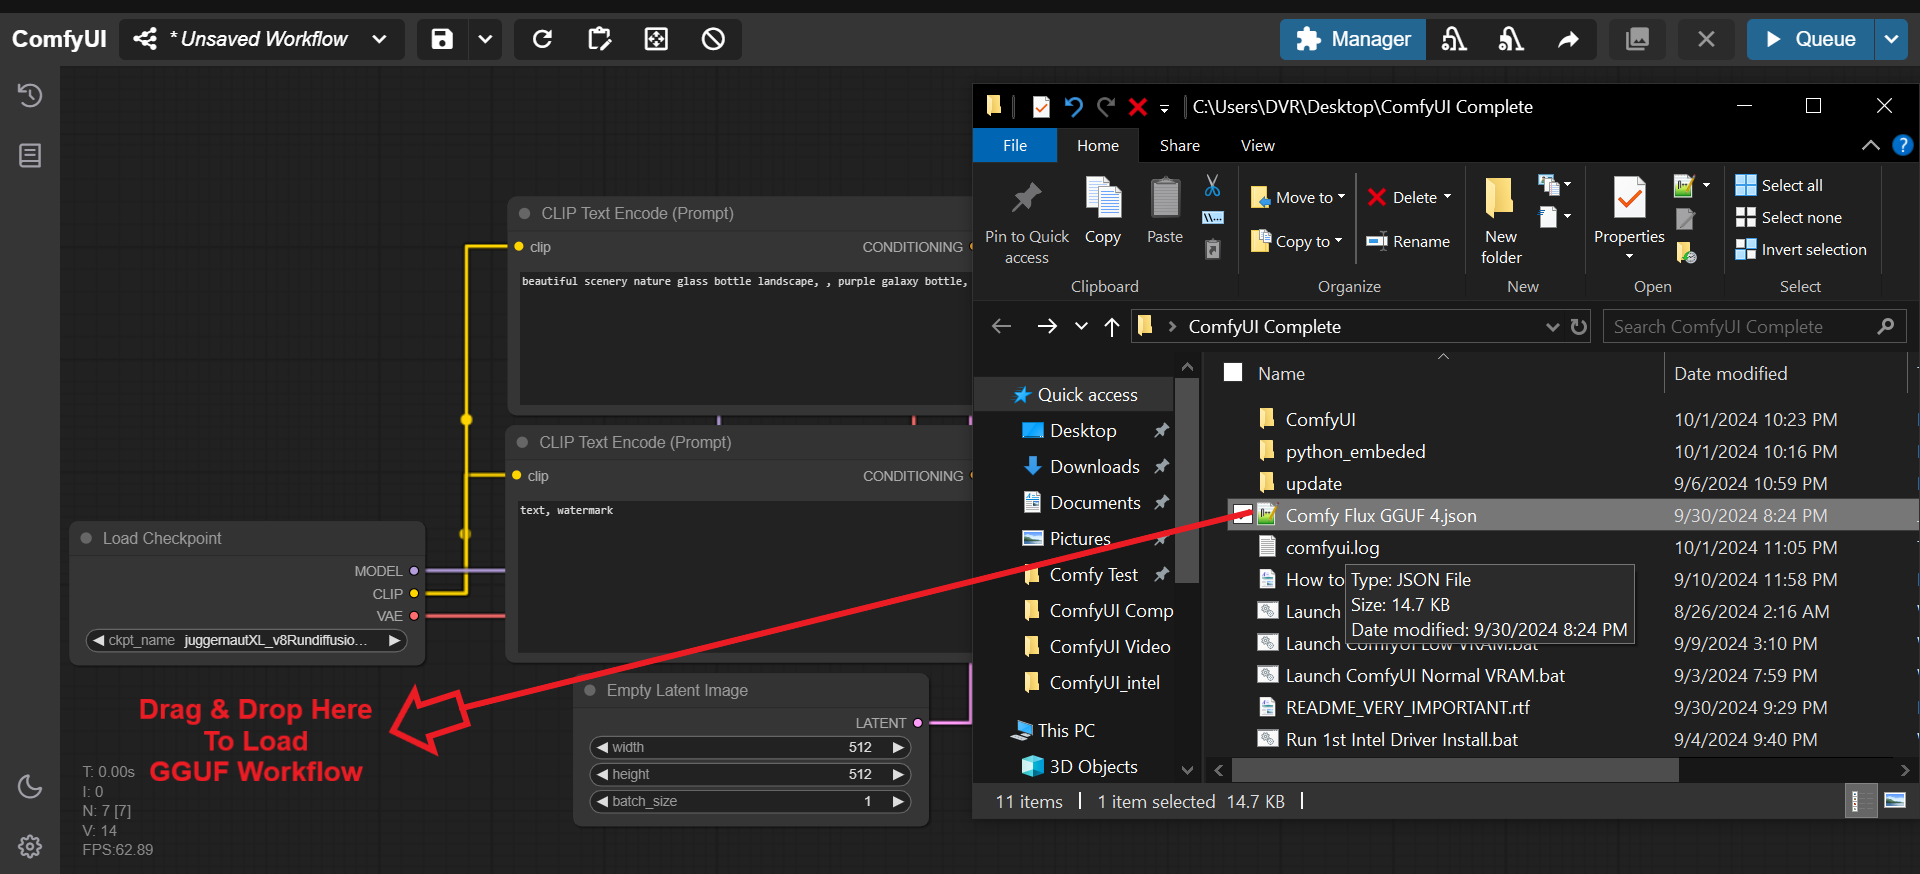 ComfyUI
* Unsaved Workflow
Manager
Queue
CLIP Text Encode (Prompt)
clip
CONDITIONING
beautiful scenery nature glass bottle landscape, , purple galaxy bottle,
CLIP Text Encode (Prompt)
clip
CONDITIONING
text, watermark
Load Checkpoint
MODEL
CLIP
VAE
ckpt_name juggernautXL_v8Rundiffusio...
Drag & Drop Here
To Load
GGUF Workflow
T: 0.00s
I: 0
N: 7 [7]
V: 14
FPS:62.89
Empty Latent Image
LATENT
width 512
height 512
batch_size 1
C:\Users\DVR\Desktop\ComfyUI Complete
File Home Share View
Pin to Quick
access
Copy
Paste
Clipboard
Move to
Copy to
Delete
Rename
Organize
New
folder
New
Properties
Open
Select all
Select none
Invert selection
Select
ComfyUI Complete
Search ComfyUI Complete
Quick access
Desktop
Downloads
Documents
Pictures
Comfy Test
ComfyUI Comp
ComfyUI Video
ComfyUI_intel
This PC
3D Objects
Name Date modified
ComfyUI 10/1/2024 10:23 PM
python_embeded 10/1/2024 10:16 PM
update 9/6/2024 10:59 PM
Comfy Flux GGUF 4.json 9/30/2024 8:24 PM
comfyui.log 10/1/2024 11:05 PM
How to 9/10/2024 11:58 PM
Launch 8/26/2024 2:16 AM
Launch ComfyUI Low VRAM.bat 9/9/2024 3:10 PM
Launch ComfyUI Normal VRAM.bat 9/3/2024 7:59 PM
README_VERY_IMPORTANT.rtf 9/30/2024 9:29 PM
Run 1st Intel Driver Install.bat 9/4/2024 9:40 PM
Type: JSON File
Size: 14.7 KB
Date modified: 9/30/2024 8:24 PM
11 items 1 item selected 14.7 KB